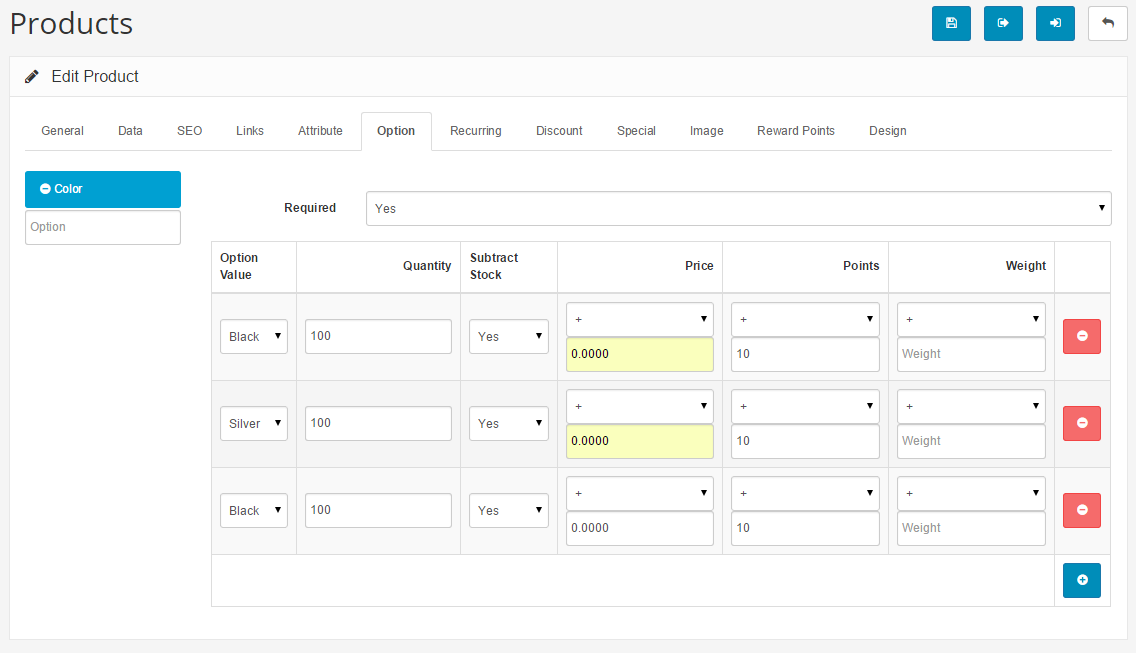 Products
Edit Product
General Data SEO Links Attribute Option Recurring Discount Special Image Reward Points Design
Color
Option
Required Yes
Option Value Quantity Subtract Stock Price Points Weight
Black 100 Yes + + +
0.0000 10 Weight
Silver 100 Yes + + +
0.0000 10 Weight
Black 100 Yes + + +
0.0000 10 Weight